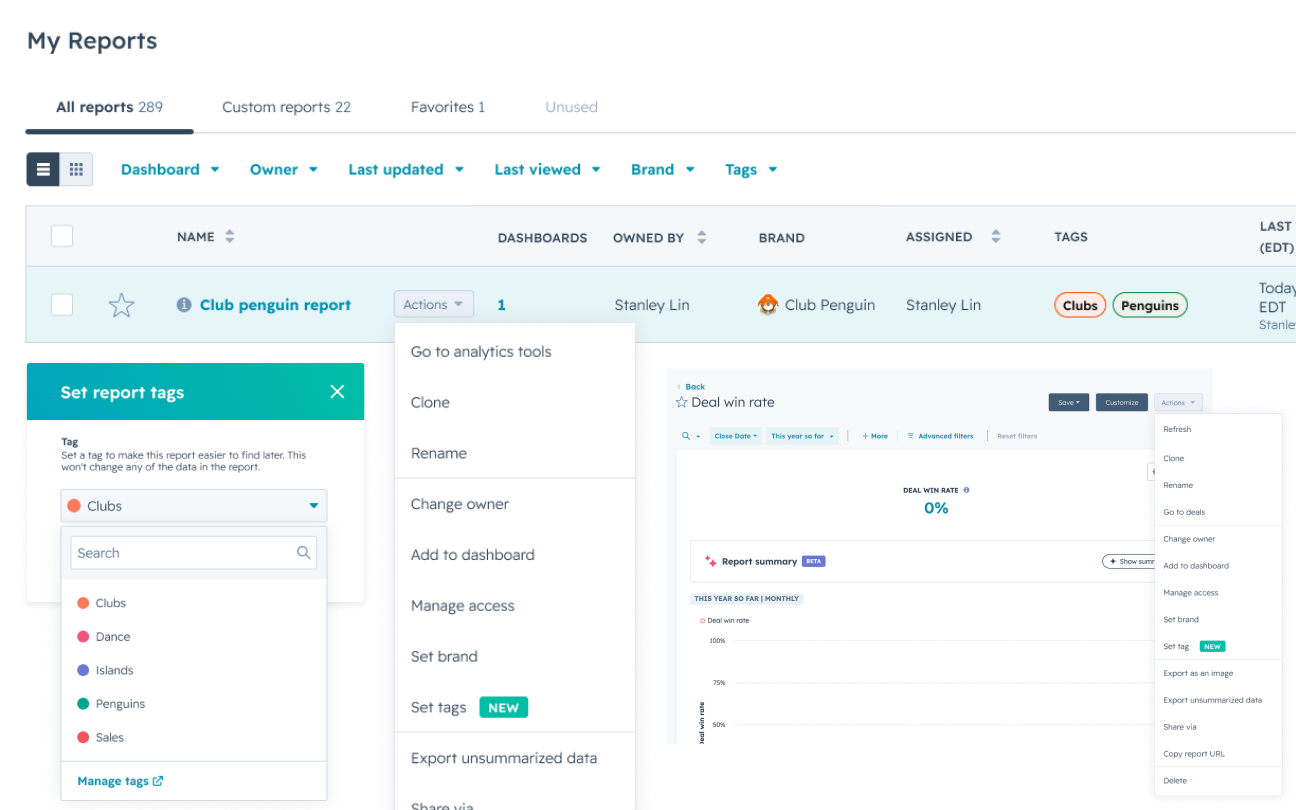 My Reports
All reports 289
Custom reports 22
Favorites 1
Unused
Dashboard
Owner
Last updated
Last viewed
Brand
Tags
NAME
DASHBOARDS
OWNED BY
BRAND
ASSIGNED
TAGS
LAST
(EDT)
Club penguin report
Actions
1
Stanley Lin
Club Penguin
Stanley Lin
Clubs
Penguins
Today
EDT
Stanley
Set report tags
Tag
Set a tag to make this report easier to find later. This
won't change any of the data in the report.
Clubs
Search
Clubs
Dance
Islands
Penguins
Sales
Manage tags
Go to analytics tools
Clone
Rename
Change owner
Add to dashboard
Manage access
Set brand
Set tags NEW
Export unsummarized data
Share via
Back
Deal win rate
Save
Customize
Actions
Close Date
This year so far
+ More
Advanced filters
Reset filters
DEAL WIN RATE
0%
Report summary BETA
Show summ
THIS YEAR SO FAR | MONTHLY
Deal win rate
100%
75%
50%
Deal win rate
Refresh
Clone
Rename
Go to deals
Change owner
Add to dashboard
Manage access
Set brand
Set tag NEW
Export as an image
Export unsummarized data
Share via
Copy report URL
Delete